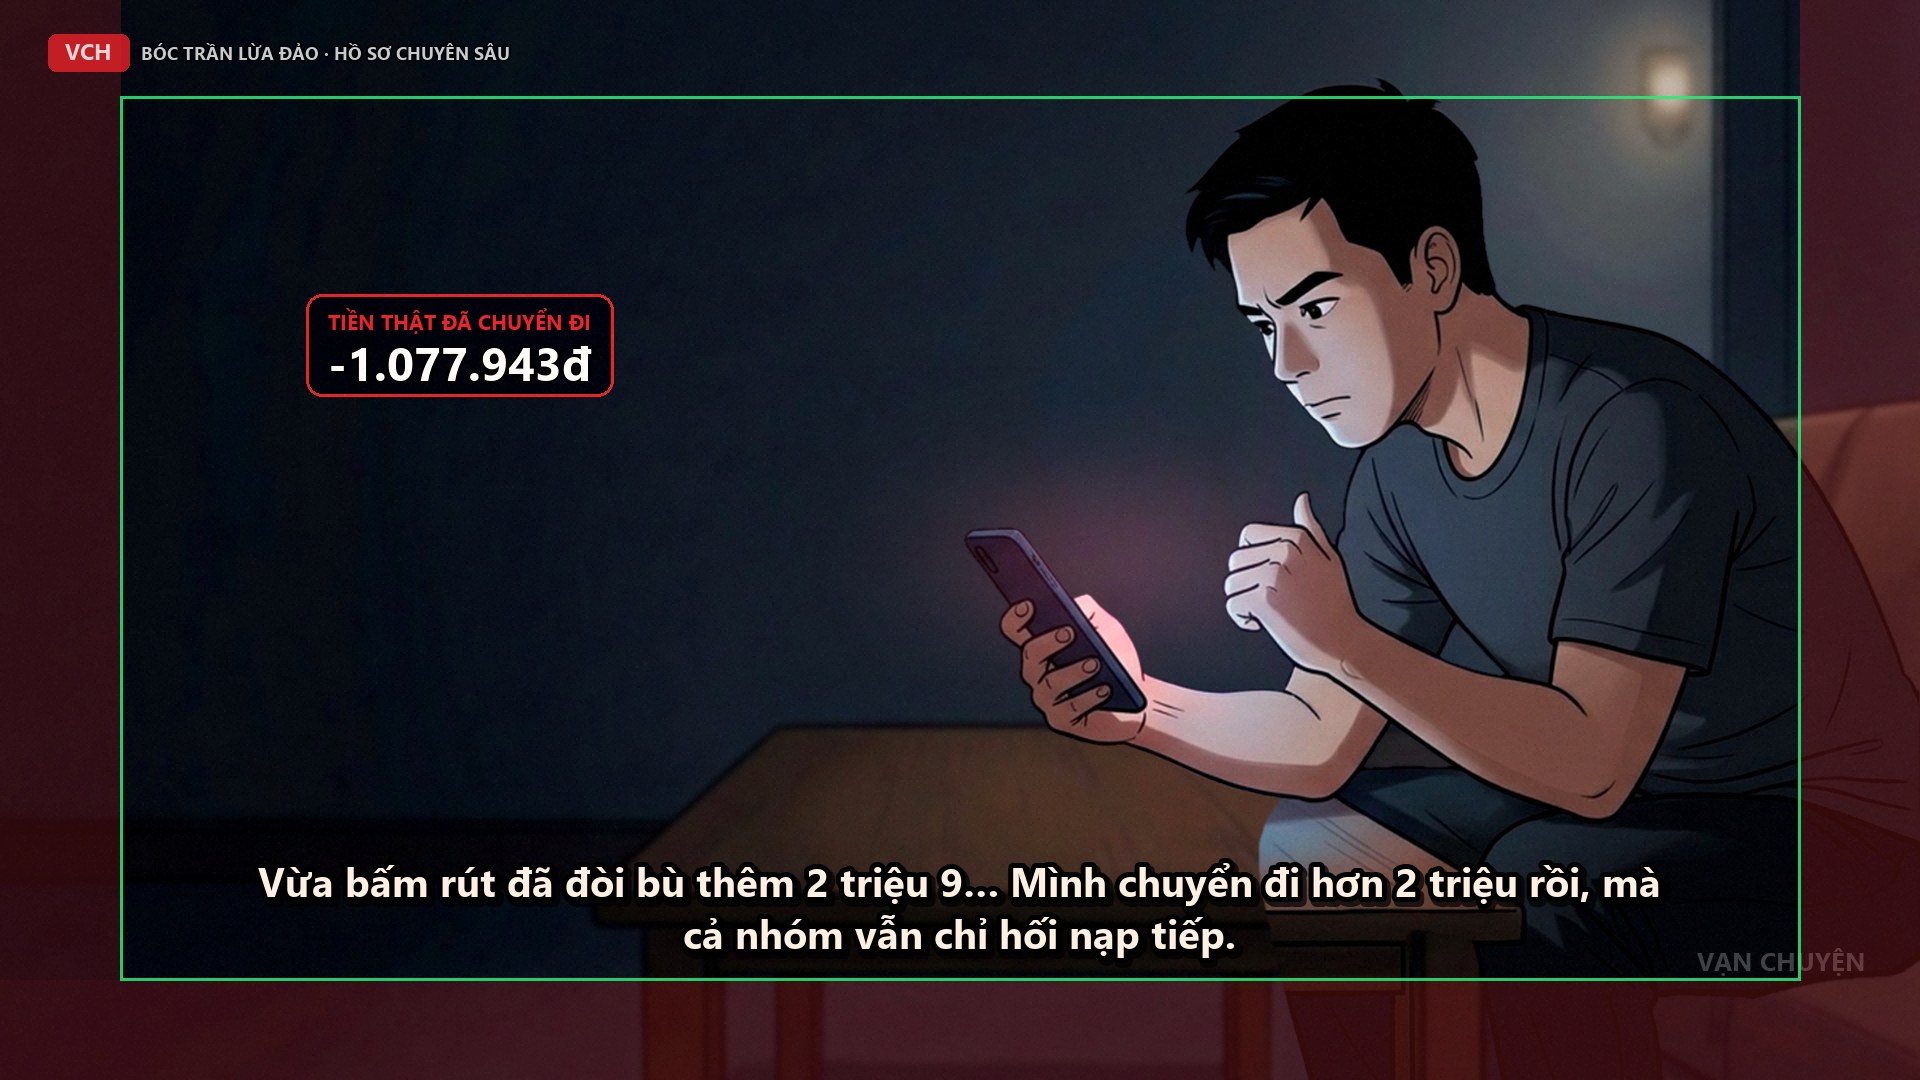 VCH BÓC TRẦN LỪA ĐẢO · HỒ SƠ CHUYÊN SÂU
TIỀN THẬT ĐÃ CHUYỂN ĐI
-1.077.943đ
Vừa bấm rút đã đòi bù thêm 2 triệu 9... Mình chuyển đi hơn 2 triệu rồi, mà
cả nhóm vẫn chỉ hối nạp tiếp.
VẠN CHUYỆN